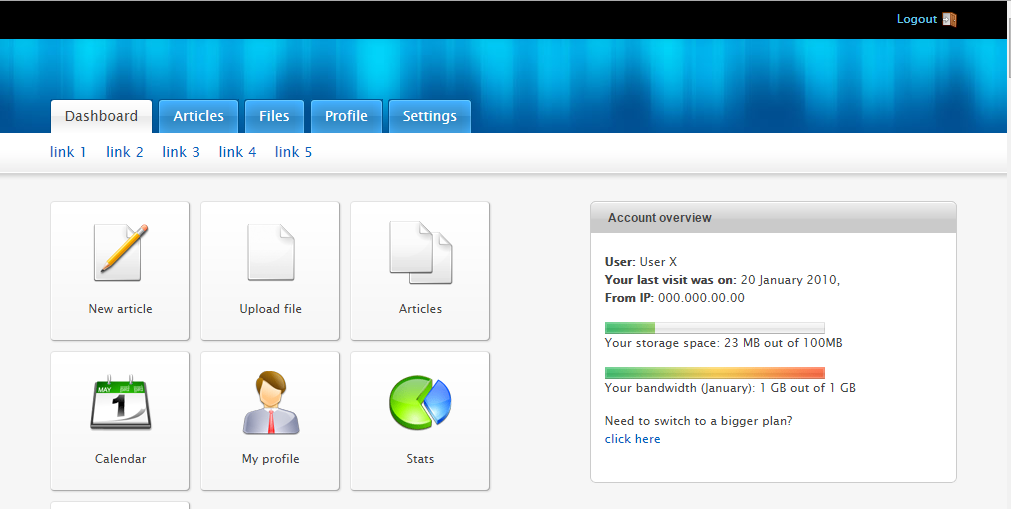 Logout
Dashboard Articles Files Profile Settings
link 1 link 2 link 3 link 4 link 5
New article Upload file Articles
MAY
1
Calendar My profile Stats
Account overview
User: User X
Your last visit was on: 20 January 2010,
From IP: 000.000.00.00
Your storage space: 23 MB out of 100MB
Your bandwidth (January): 1 GB out of 1 GB
Need to switch to a bigger plan?
click here